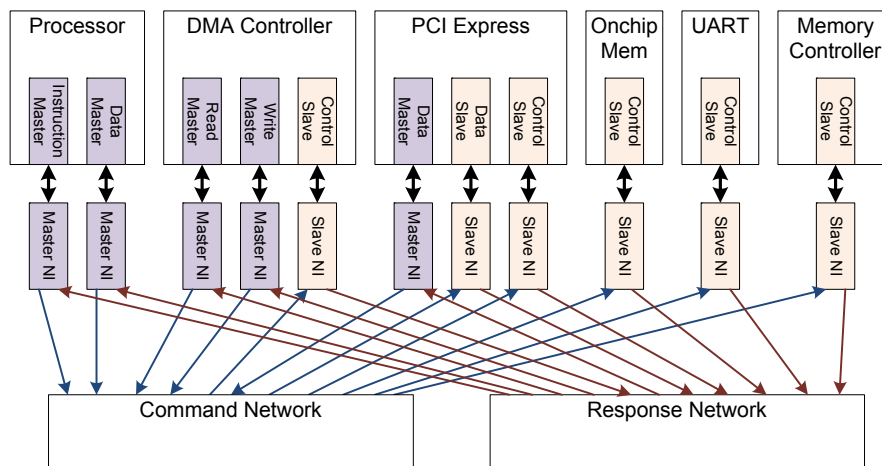 Processor
DMA Controller
PCI Express
Onchip
Mem
UART
Memory
Controller
Instruction
Master
Data
Master
Read
Master
Write
Master
Control
Slave
Data
Master
Data
Slave
Control
Slave
Control
Slave
Control
Slave
Control
Slave
Master NI
Master NI
Master NI
Master NI
Slave NI
Master NI
Slave NI
Slave NI
Slave NI
Slave NI
Slave NI
Command Network
Response Network